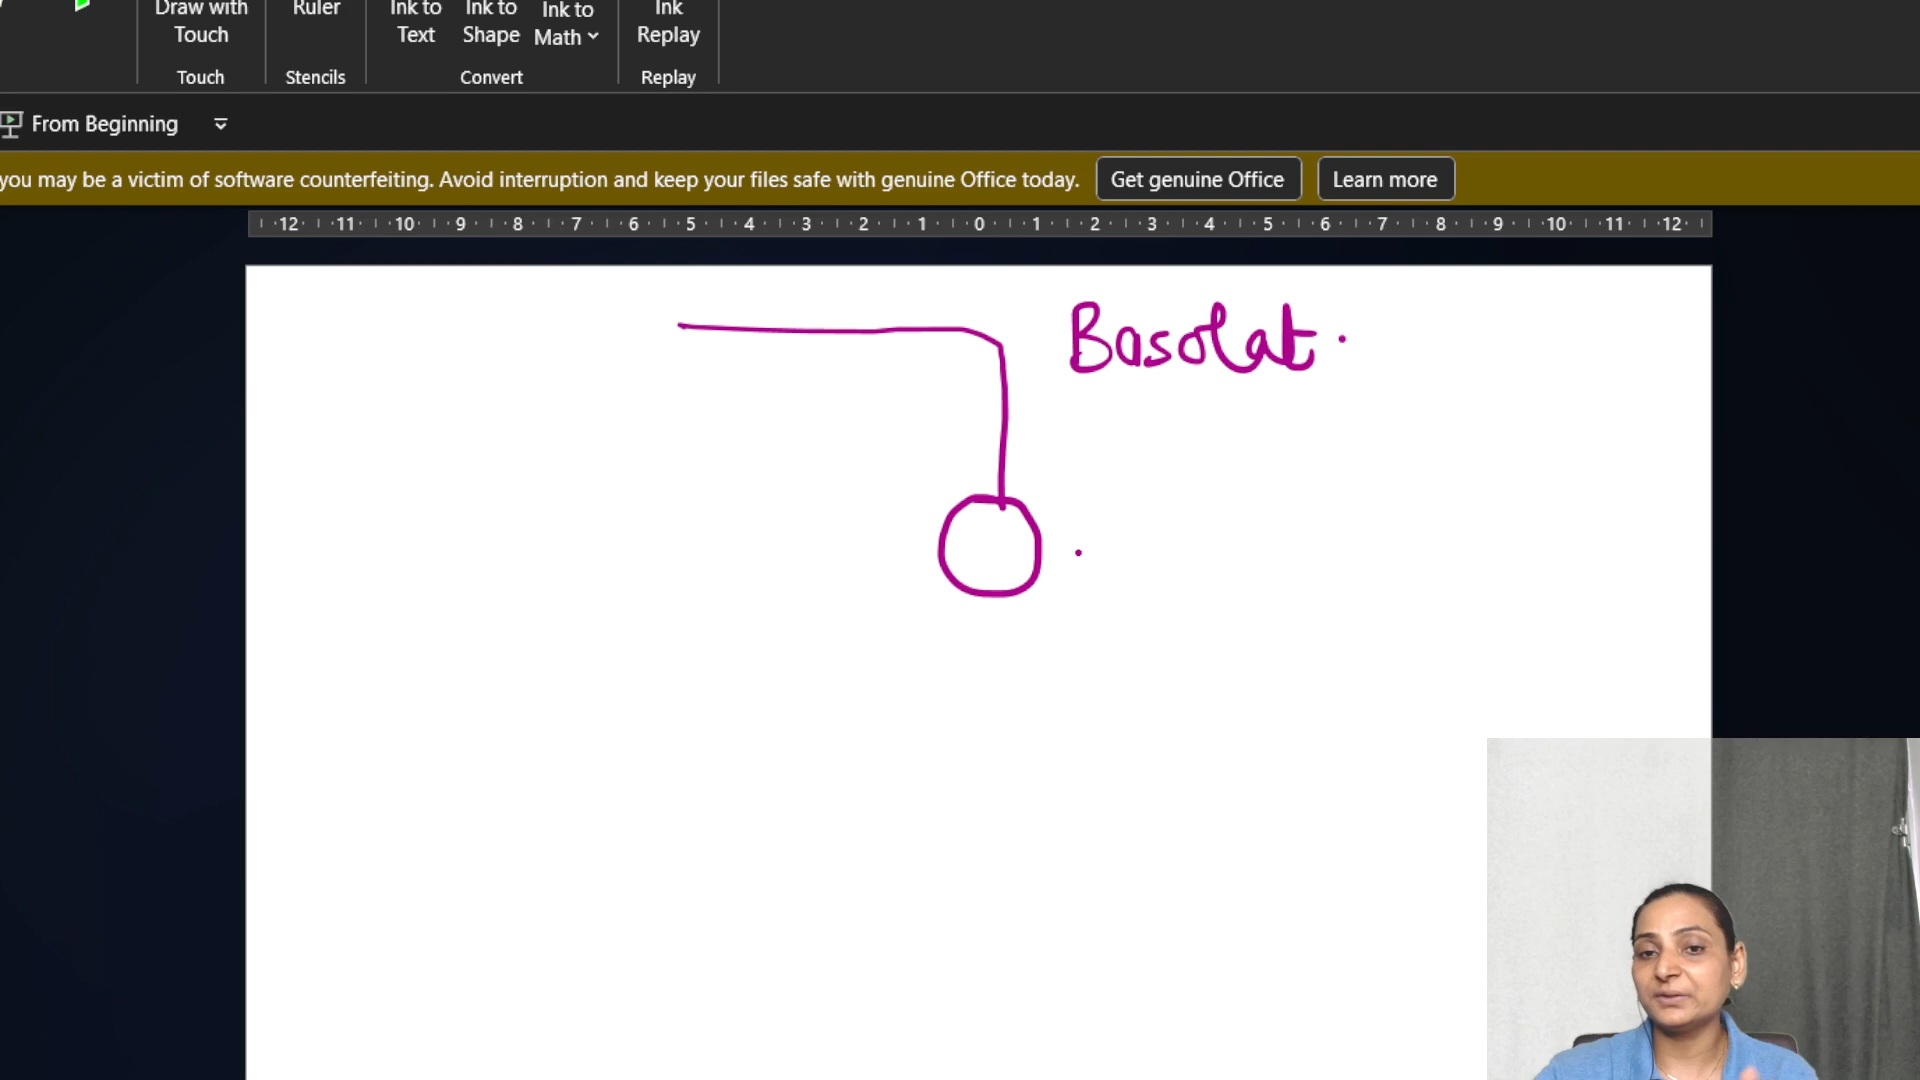 Draw with Touch
Ruler
Ink to Text
Ink to Shape
Ink to Math
Ink Replay
Touch
Stencils
Convert
Replay
From Beginning
you may be a victim of software counterfeiting. Avoid interruption and keep your files safe with genuine Office today.
Get genuine Office
Learn more
12 11 10 9 8 7 6 5 4 3 2 1 0 1 2 3 4 5 6 7 8 9 10 11 12
Basolat.